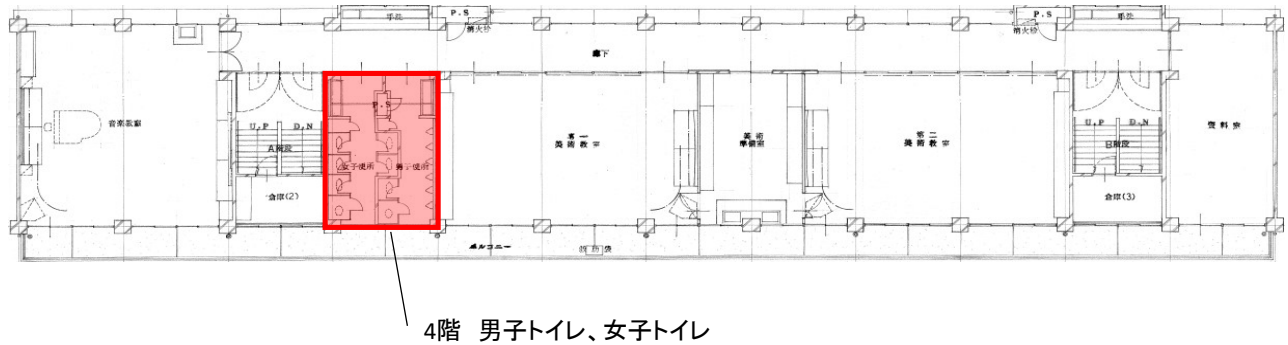 P.S
手洗
消火栓
P.S
手洗
消火栓
廊下
音楽教室
U.P
D.N
A階段
倉庫(2)
P.S
女子便所
男子便所
第一
美術教室
美術
準備室
第二
美術教室
U.P
D.N
B階段
倉庫(3)
資料室
バルコニー
4階 男子トイレ、女子トイレ